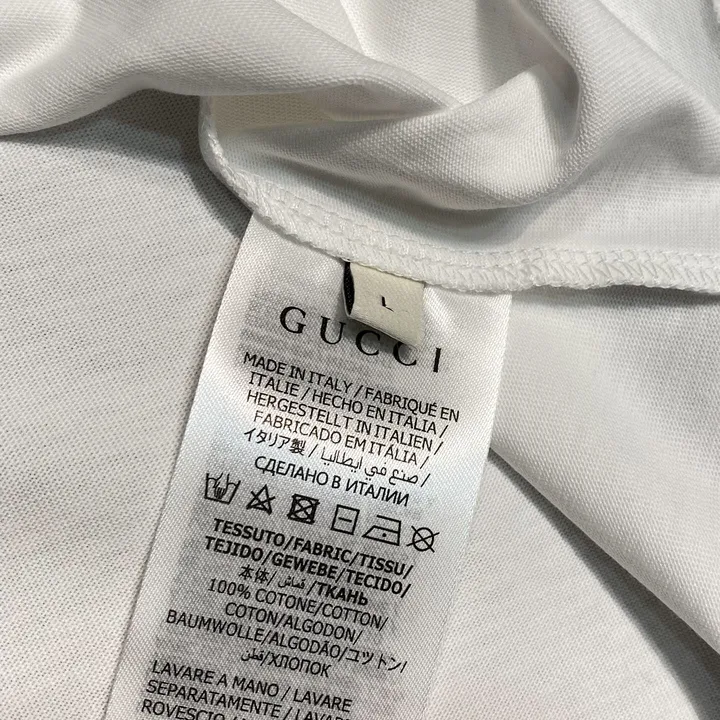 L
GUCCI
MADE IN ITALY / FABRIQUÉ EN
ITALIE / HECHO EN ITALIA /
HERGESTELLT IN ITALIEN /
FABRICADO EM ITÁLIA /
イタリア製 / صنع في إيطاليا /
СДЕЛАНО В ИТАЛИИ
TESSUTO/FABRIC/TISSU/
TEJIDO/GEWEBE/TECIDO/
本体/ قماش /ТКАНЬ
100% COTONE/COTTON/
COTON/ALGODON/
BAUMWOLLE/ALGODÃO/コットン/
قطن/ХЛОПОК
LAVARE A MANO / LAVARE
SEPARATAMENTE / LAVARE
ROVESCIO